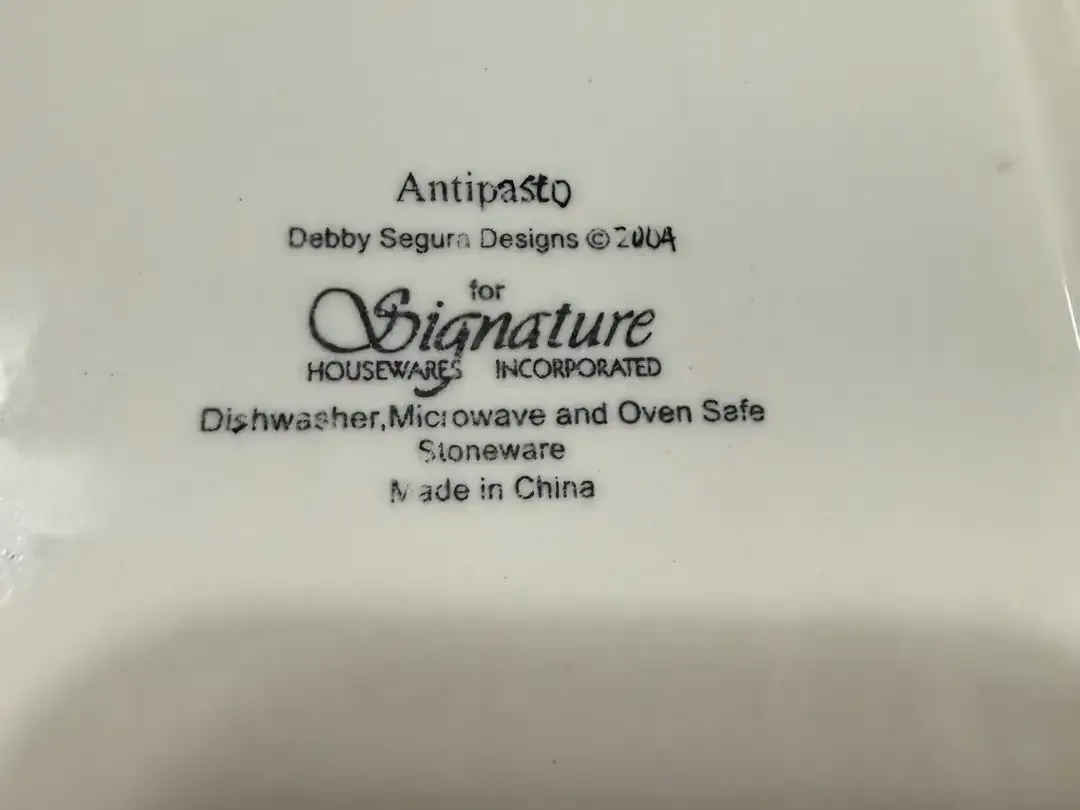 Antipasto
Debby Segura Designs ©2004
for
Signature
HOUSEWARES INCORPORATED
Dishwasher,Microwave and Oven Safe
Stoneware
Made in China